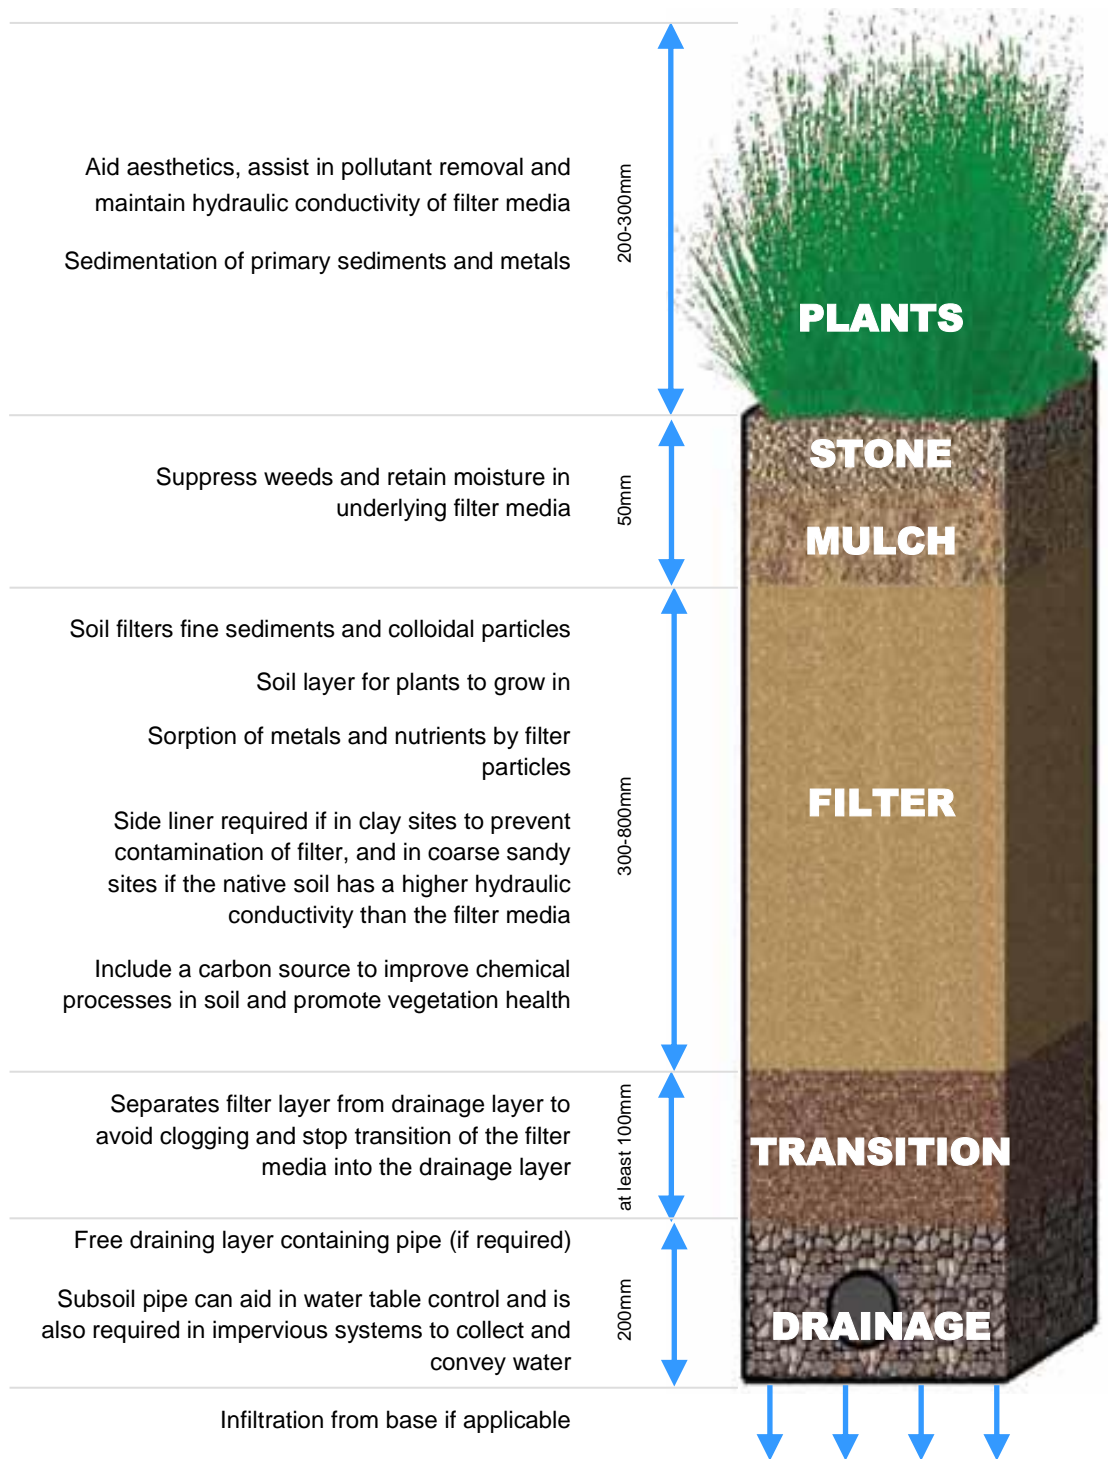 Aid aesthetics, assist in pollutant removal and
maintain hydraulic conductivity of filter media
Sedimentation of primary sediments and metals
200-300mm
PLANTS
Suppress weeds and retain moisture in
underlying filter media
50mm
STONE
MULCH
Soil filters fine sediments and colloidal particles
Soil layer for plants to grow in
Sorption of metals and nutrients by filter
particles
Side liner required if in clay sites to prevent
contamination of filter, and in coarse sandy
sites if the native soil has a higher hydraulic
conductivity than the filter media
Include a carbon source to improve chemical
processes in soil and promote vegetation health
300-800mm
FILTER
Separates filter layer from drainage layer to
avoid clogging and stop transition of the filter
media into the drainage layer
at least 100mm
TRANSITION
Free draining layer containing pipe (if required)
Subsoil pipe can aid in water table control and is
also required in impervious systems to collect and
convey water
200mm
DRAINAGE
Infiltration from base if applicable